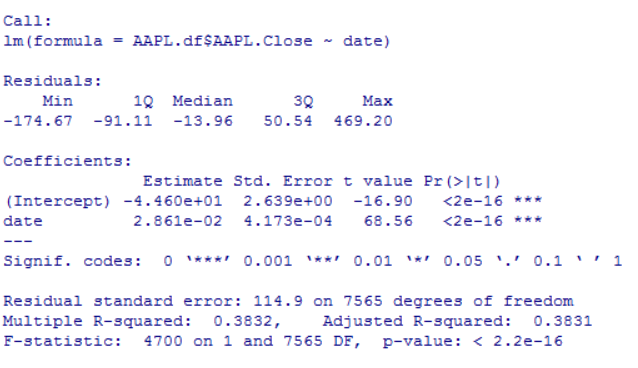 Call:
lm(formula = AAPL.df$AAPL.Close ~ date)
Residuals:
Min 1Q Median 3Q Max
-174.67 -91.11 -13.96 50.54 469.20
Coefficients:
Estimate Std. Error t value Pr(>|t|)
(Intercept) -4.460e+01 2.639e+00 -16.90 <2e-16 ***
date 2.861e-02 4.173e-04 68.56 <2e-16 ***
---
Signif. codes: 0 ‘***’ 0.001 ‘**’ 0.01 ‘*’ 0.05 ‘.’ 0.1 ‘ ’ 1
Residual standard error: 114.9 on 7565 degrees of freedom
Multiple R-squared: 0.3832, Adjusted R-squared: 0.3831
F-statistic: 4700 on 1 and 7565 DF, p-value: < 2.2e-16